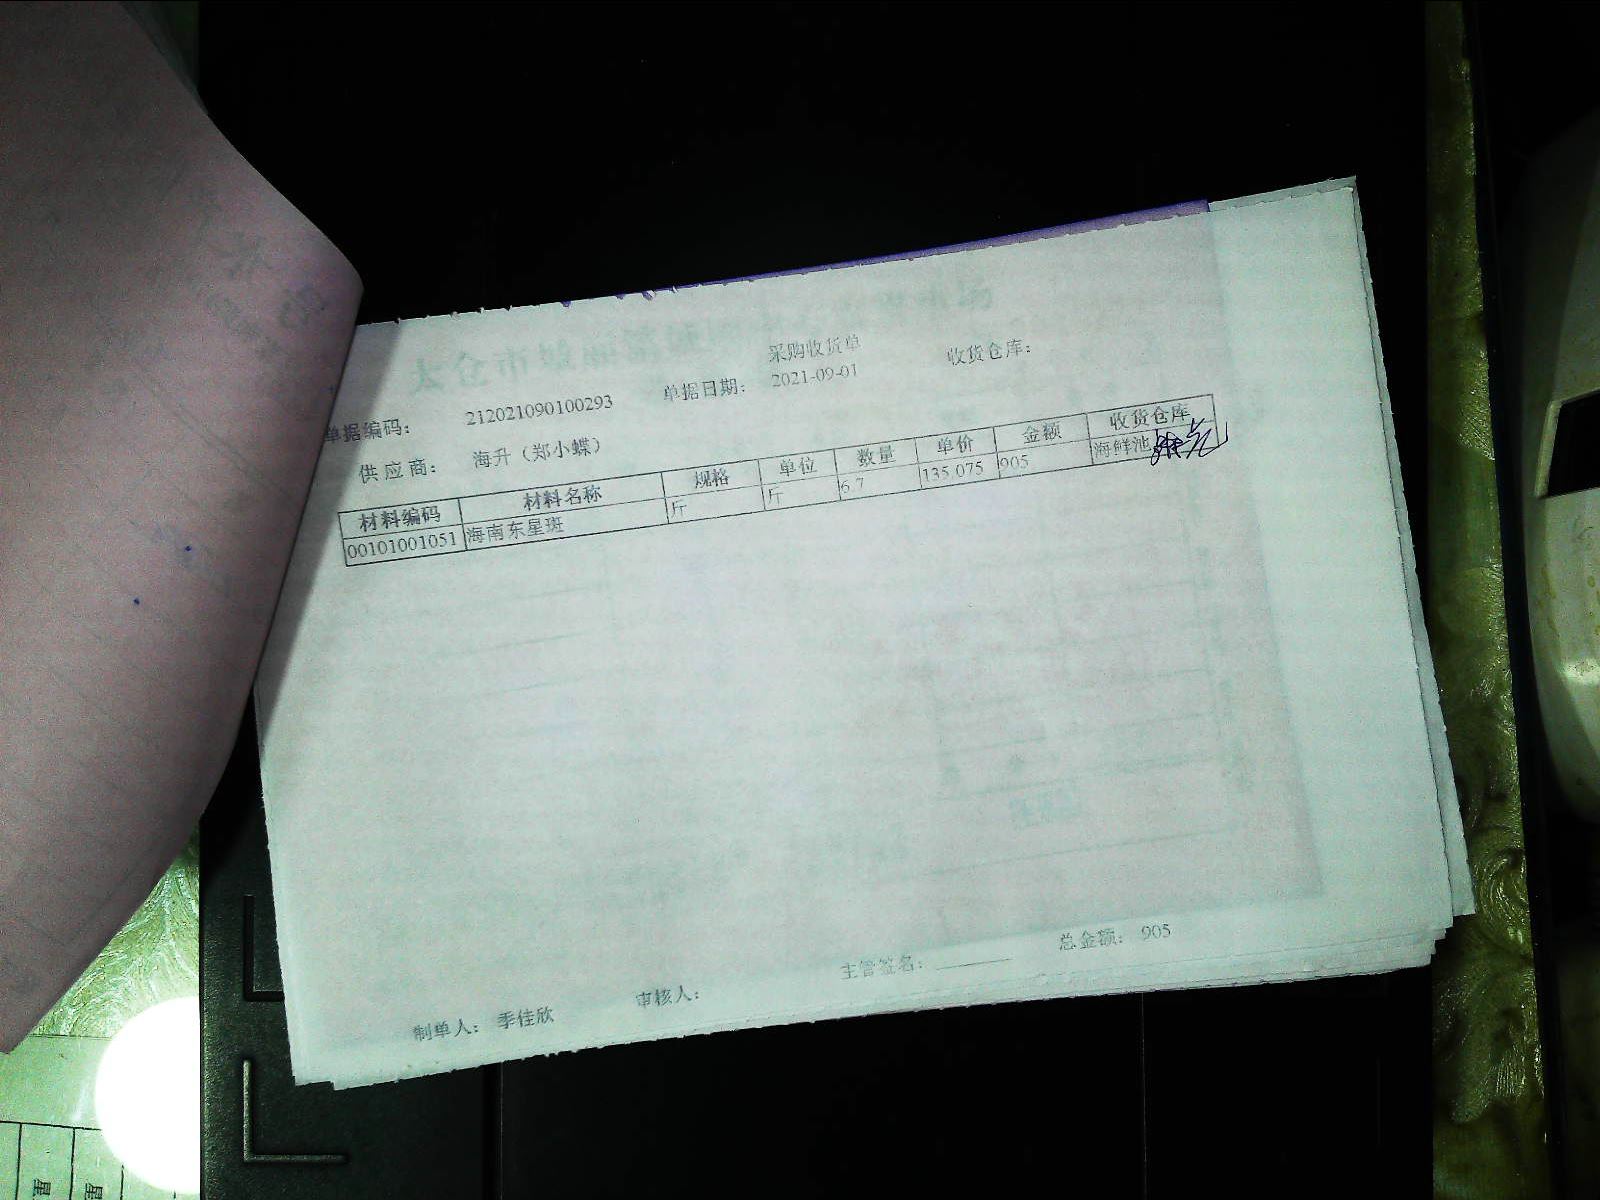 采购收货单
单据编码: 212021090100293 单据日期: 2021-09-01 收货仓库:
供应商: 海升（郑小蝶）
材料编码 材料名称 规格 单位 数量 单价 金额 收货仓库
00101001051 海南东星斑 斤 斤 6.7 135.075 905 海鲜池
制单人: 季佳欣 审核人: 主管签名: 总金额: 905